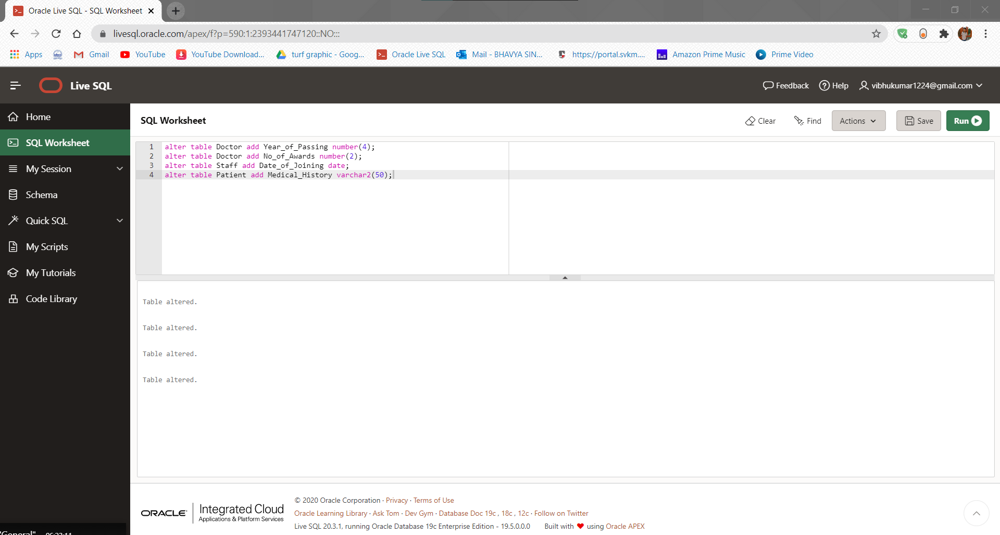 Oracle Live SQL - SQL Worksheet
livesql.oracle.com/apex/f?p=590:1:2393441747120::NO:::
Apps Gmail YouTube YouTube Download... turf graphic - Goog... Oracle Live SQL Mail - BHAVYA SIN... https://portal.svkm.... Amazon Prime Music Prime Video
Live SQL Feedback Help vibhukumar1224@gmail.com
Home
SQL Worksheet
My Session
Schema
Quick SQL
My Scripts
My Tutorials
Code Library
SQL Worksheet Clear Find Actions Save Run
1 alter table Doctor add Year_of_Passing number(4);
2 alter table Doctor add No_of_Awards number(2);
3 alter table Staff add Date_of_Joining date;
4 alter table Patient add Medical_History varchar2(50);
Table altered.
Table altered.
Table altered.
Table altered.
ORACLE Integrated Cloud
Applications & Platform Services
© 2020 Oracle Corporation · Privacy · Terms of Use
Oracle Learning Library · Ask Tom · Dev Gym · Database Doc 19c , 18c , 12c · Follow on Twitter
Live SQL 20.3.1, running Oracle Database 19c Enterprise Edition - 19.5.0.0.0 Built with ❤ using Oracle APEX
"General" 06:23:11